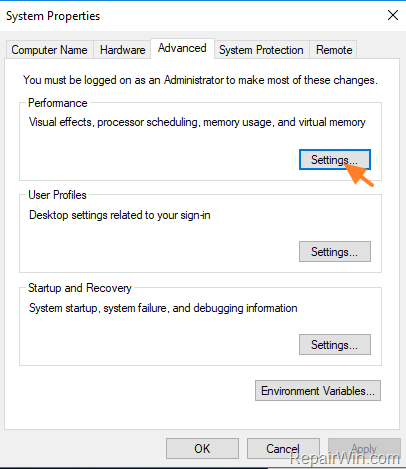 System Properties
Computer Name
Hardware
Advanced
System Protection
Remote
You must be logged on as an Administrator to make most of these changes.
Performance
Visual effects, processor scheduling, memory usage, and virtual memory
Settings...
User Profiles
Desktop settings related to your sign-in
Settings...
Startup and Recovery
System startup, system failure, and debugging information
Settings...
Environment Variables...
OK
Cancel
Apply
RepairWin.com